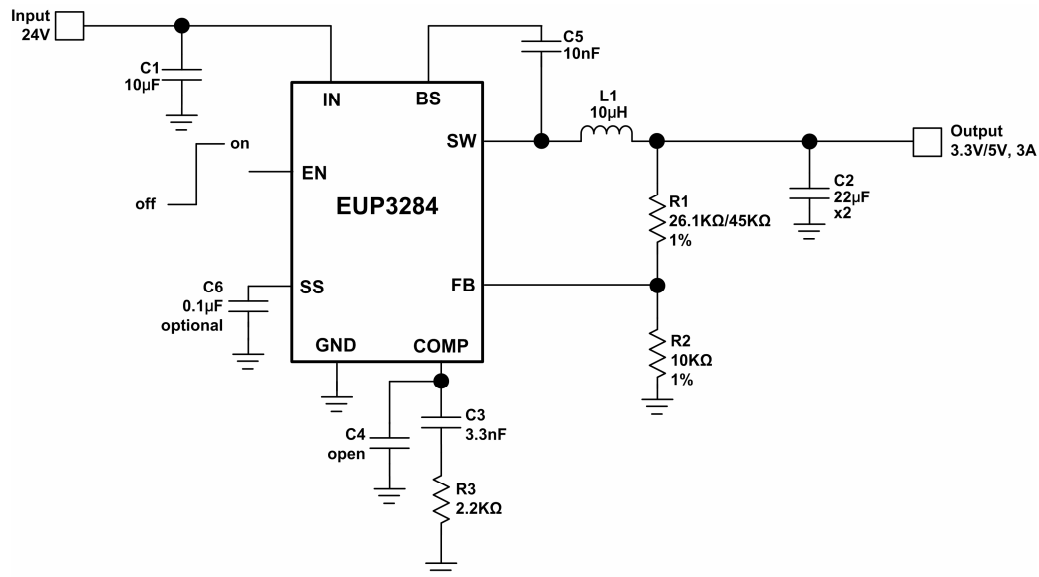 Input
24V
C1
10µF
on
off
IN
BS
C5
10nF
SW
L1
10µH
Output
3.3V/5V, 3A
EN
EUP3284
C2
22µF
x2
R1
26.1KΩ/45KΩ
1%
C6
0.1µF
optional
SS
FB
GND
COMP
R2
10KΩ
1%
C4
open
C3
3.3nF
R3
2.2KΩ